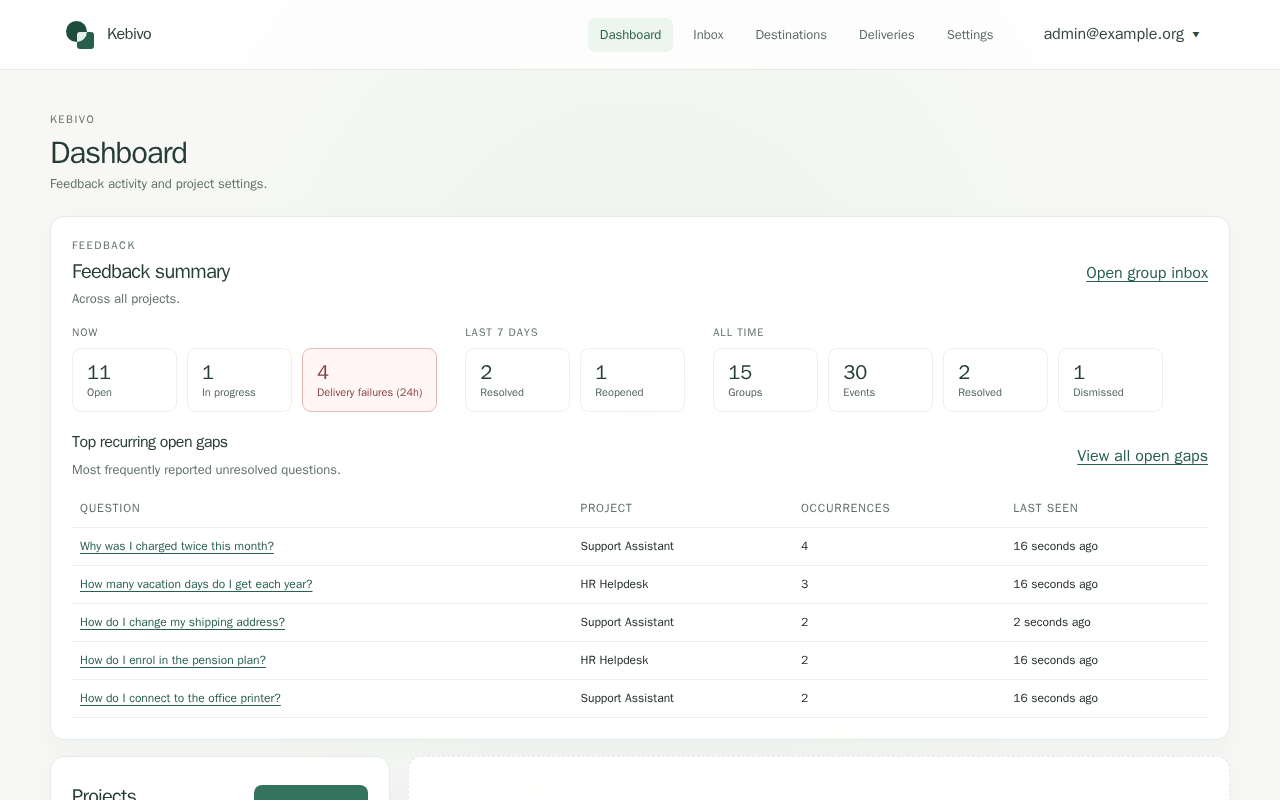 Kebivo
Dashboard
Inbox
Destinations
Deliveries
Settings
admin@example.org ▼
KEBIVO
Dashboard
Feedback activity and project settings.
FEEDBACK
Feedback summary
Open group inbox
Across all projects.
NOW
11
Open
1
In progress
4
Delivery failures (24h)
LAST 7 DAYS
2
Resolved
1
Reopened
ALL TIME
15
Groups
30
Events
2
Resolved
1
Dismissed
Top recurring open gaps
Most frequently reported unresolved questions.
View all open gaps
QUESTION PROJECT OCCURRENCES LAST SEEN
Why was I charged twice this month? Support Assistant 4 16 seconds ago
How many vacation days do I get each year? HR Helpdesk 3 16 seconds ago
How do I change my shipping address? Support Assistant 2 2 seconds ago
How do I enrol in the pension plan? HR Helpdesk 2 16 seconds ago
How do I connect to the office printer? Support Assistant 2 16 seconds ago
Projects